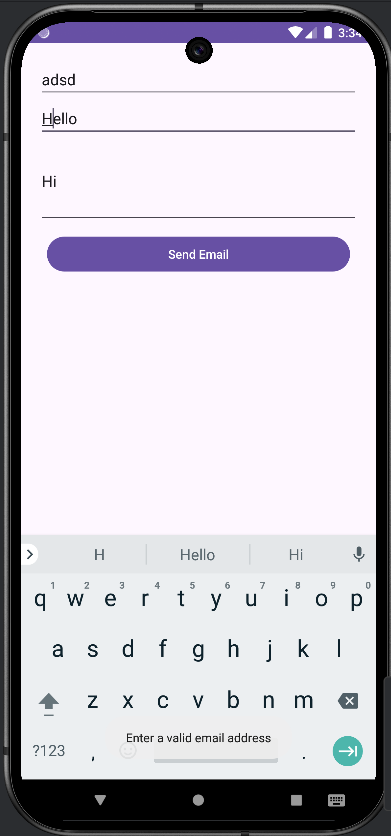 3:34
adsd
Hello
Hi
Send Email
H Hello Hi
1 2 3 4 5 6 7 8 9 0
q w e r t y u i o p
a s d f g h j k l
z x c v b n m
Enter a valid email address
?123 , .